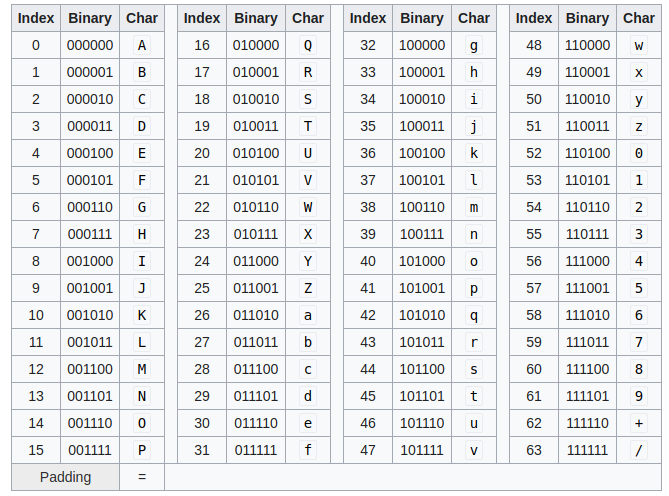 Index Binary Char Index Binary Char Index Binary Char Index Binary Char
0 000000 A 16 010000 Q 32 100000 g 48 110000 w
1 000001 B 17 010001 R 33 100001 h 49 110001 x
2 000010 C 18 010010 S 34 100010 i 50 110010 y
3 000011 D 19 010011 T 35 100011 j 51 110011 z
4 000100 E 20 010100 U 36 100100 k 52 110100 0
5 000101 F 21 010101 V 37 100101 l 53 110101 1
6 000110 G 22 010110 W 38 100110 m 54 110110 2
7 000111 H 23 010111 X 39 100111 n 55 110111 3
8 001000 I 24 011000 Y 40 101000 o 56 111000 4
9 001001 J 25 011001 Z 41 101001 p 57 111001 5
10 001010 K 26 011010 a 42 101010 q 58 111010 6
11 001011 L 27 011011 b 43 101011 r 59 111011 7
12 001100 M 28 011100 c 44 101100 s 60 111100 8
13 001101 N 29 011101 d 45 101101 t 61 111101 9
14 001110 O 30 011110 e 46 101110 u 62 111110 +
15 001111 P 31 011111 f 47 101111 v 63 111111 /
Padding =